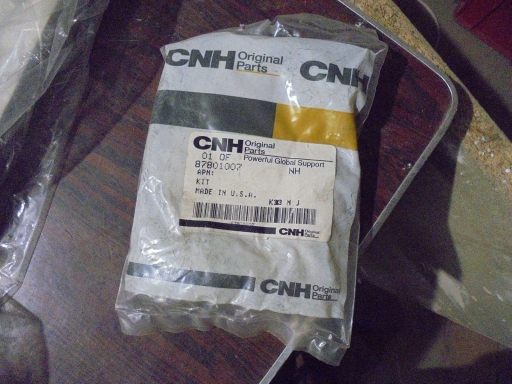 CNH Original Parts
CNH
CNH Original Parts
01 OF Powerful Global Support
87801007 NH
APM:
KIT
MADE IN U.S.A.
CNH Original Parts
CNH Original Parts